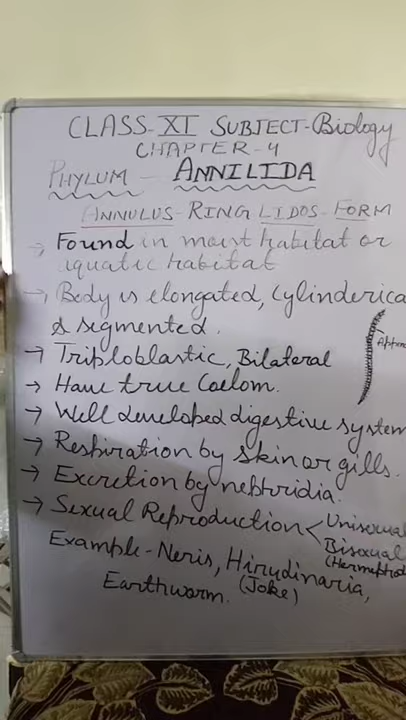 CLASS-XI SUBJECT-Biology
CHAPTER-4
PHYLUM - ANNILIDA
ANNULUS-RING LIDOS-FORM
→ Found in moist habitat or
aquatic habitat
→ Body is elongated, Cylinderica
& segmented.
→ Triploblastic, Bilateral
→ Have true Coelom.
→ Well developed digestive system
→ Respiration by skin or gills.
→ Excretion by nephridia.
→ Sexual Reproduction < Unisexual
Bisexual
(Hermephrod
Example-Neris, Hirudinaria,
(Joke)
Earthwarm.